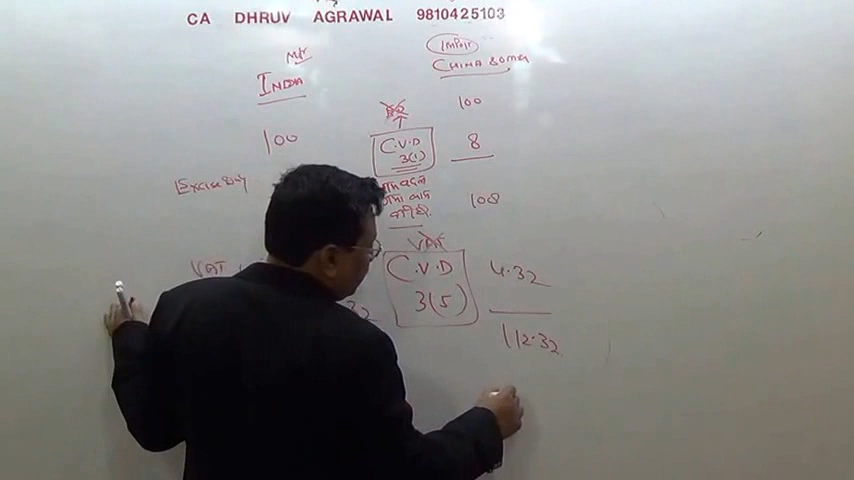 CA DHRUV AGRAWAL 9810425103
Mfr
IMPORT
INDIA
CHINA
100
100
C.V.D
3(1)
8
Excise Duty
108
VAT
VAT
C.V.D
4.32
3(5)
32
112.32